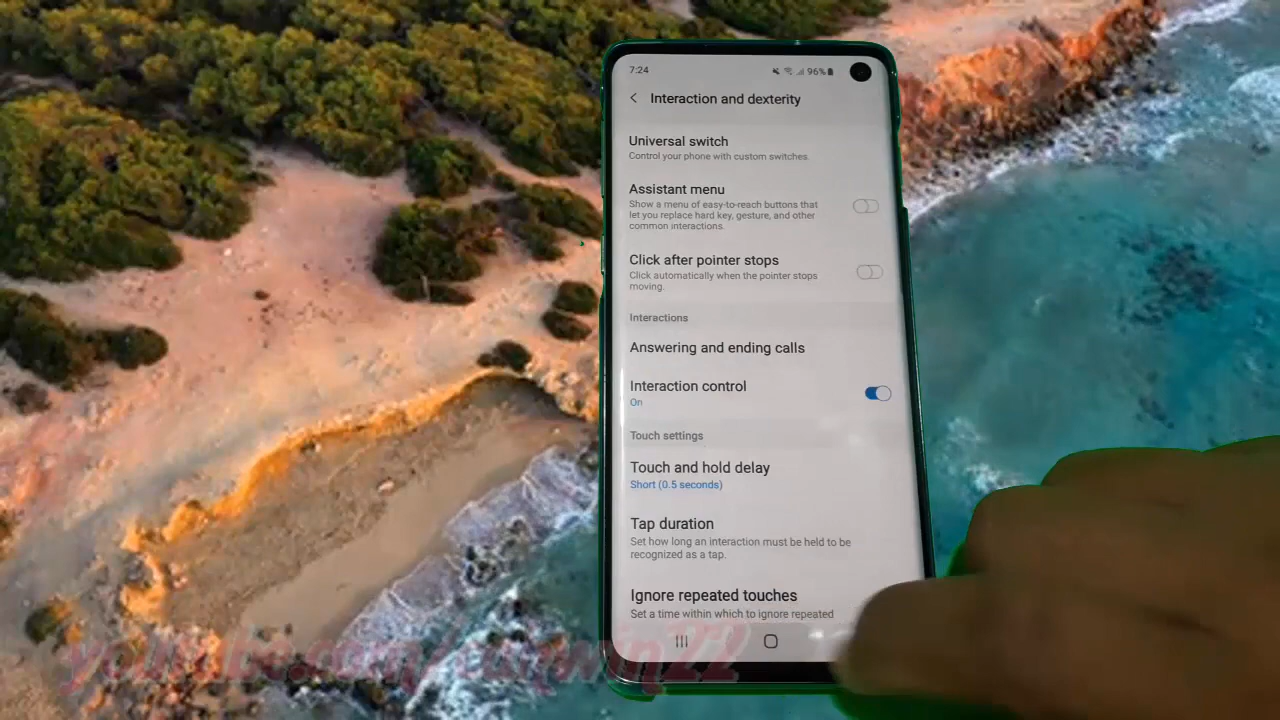 7:24
96%
Interaction and dexterity
Universal switch
Control your phone with custom switches.
Assistant menu
Show a menu of easy-to-reach buttons that
let you replace hard key, gesture, and other
common interactions.
Click after pointer stops
Click automatically when the pointer stops
moving.
Interactions
Answering and ending calls
Interaction control
On
Touch settings
Touch and hold delay
Short (0.5 seconds)
Tap duration
Set how long an interaction must be held to be
recognized as a tap.
Ignore repeated touches
Set a time within which to ignore repeated